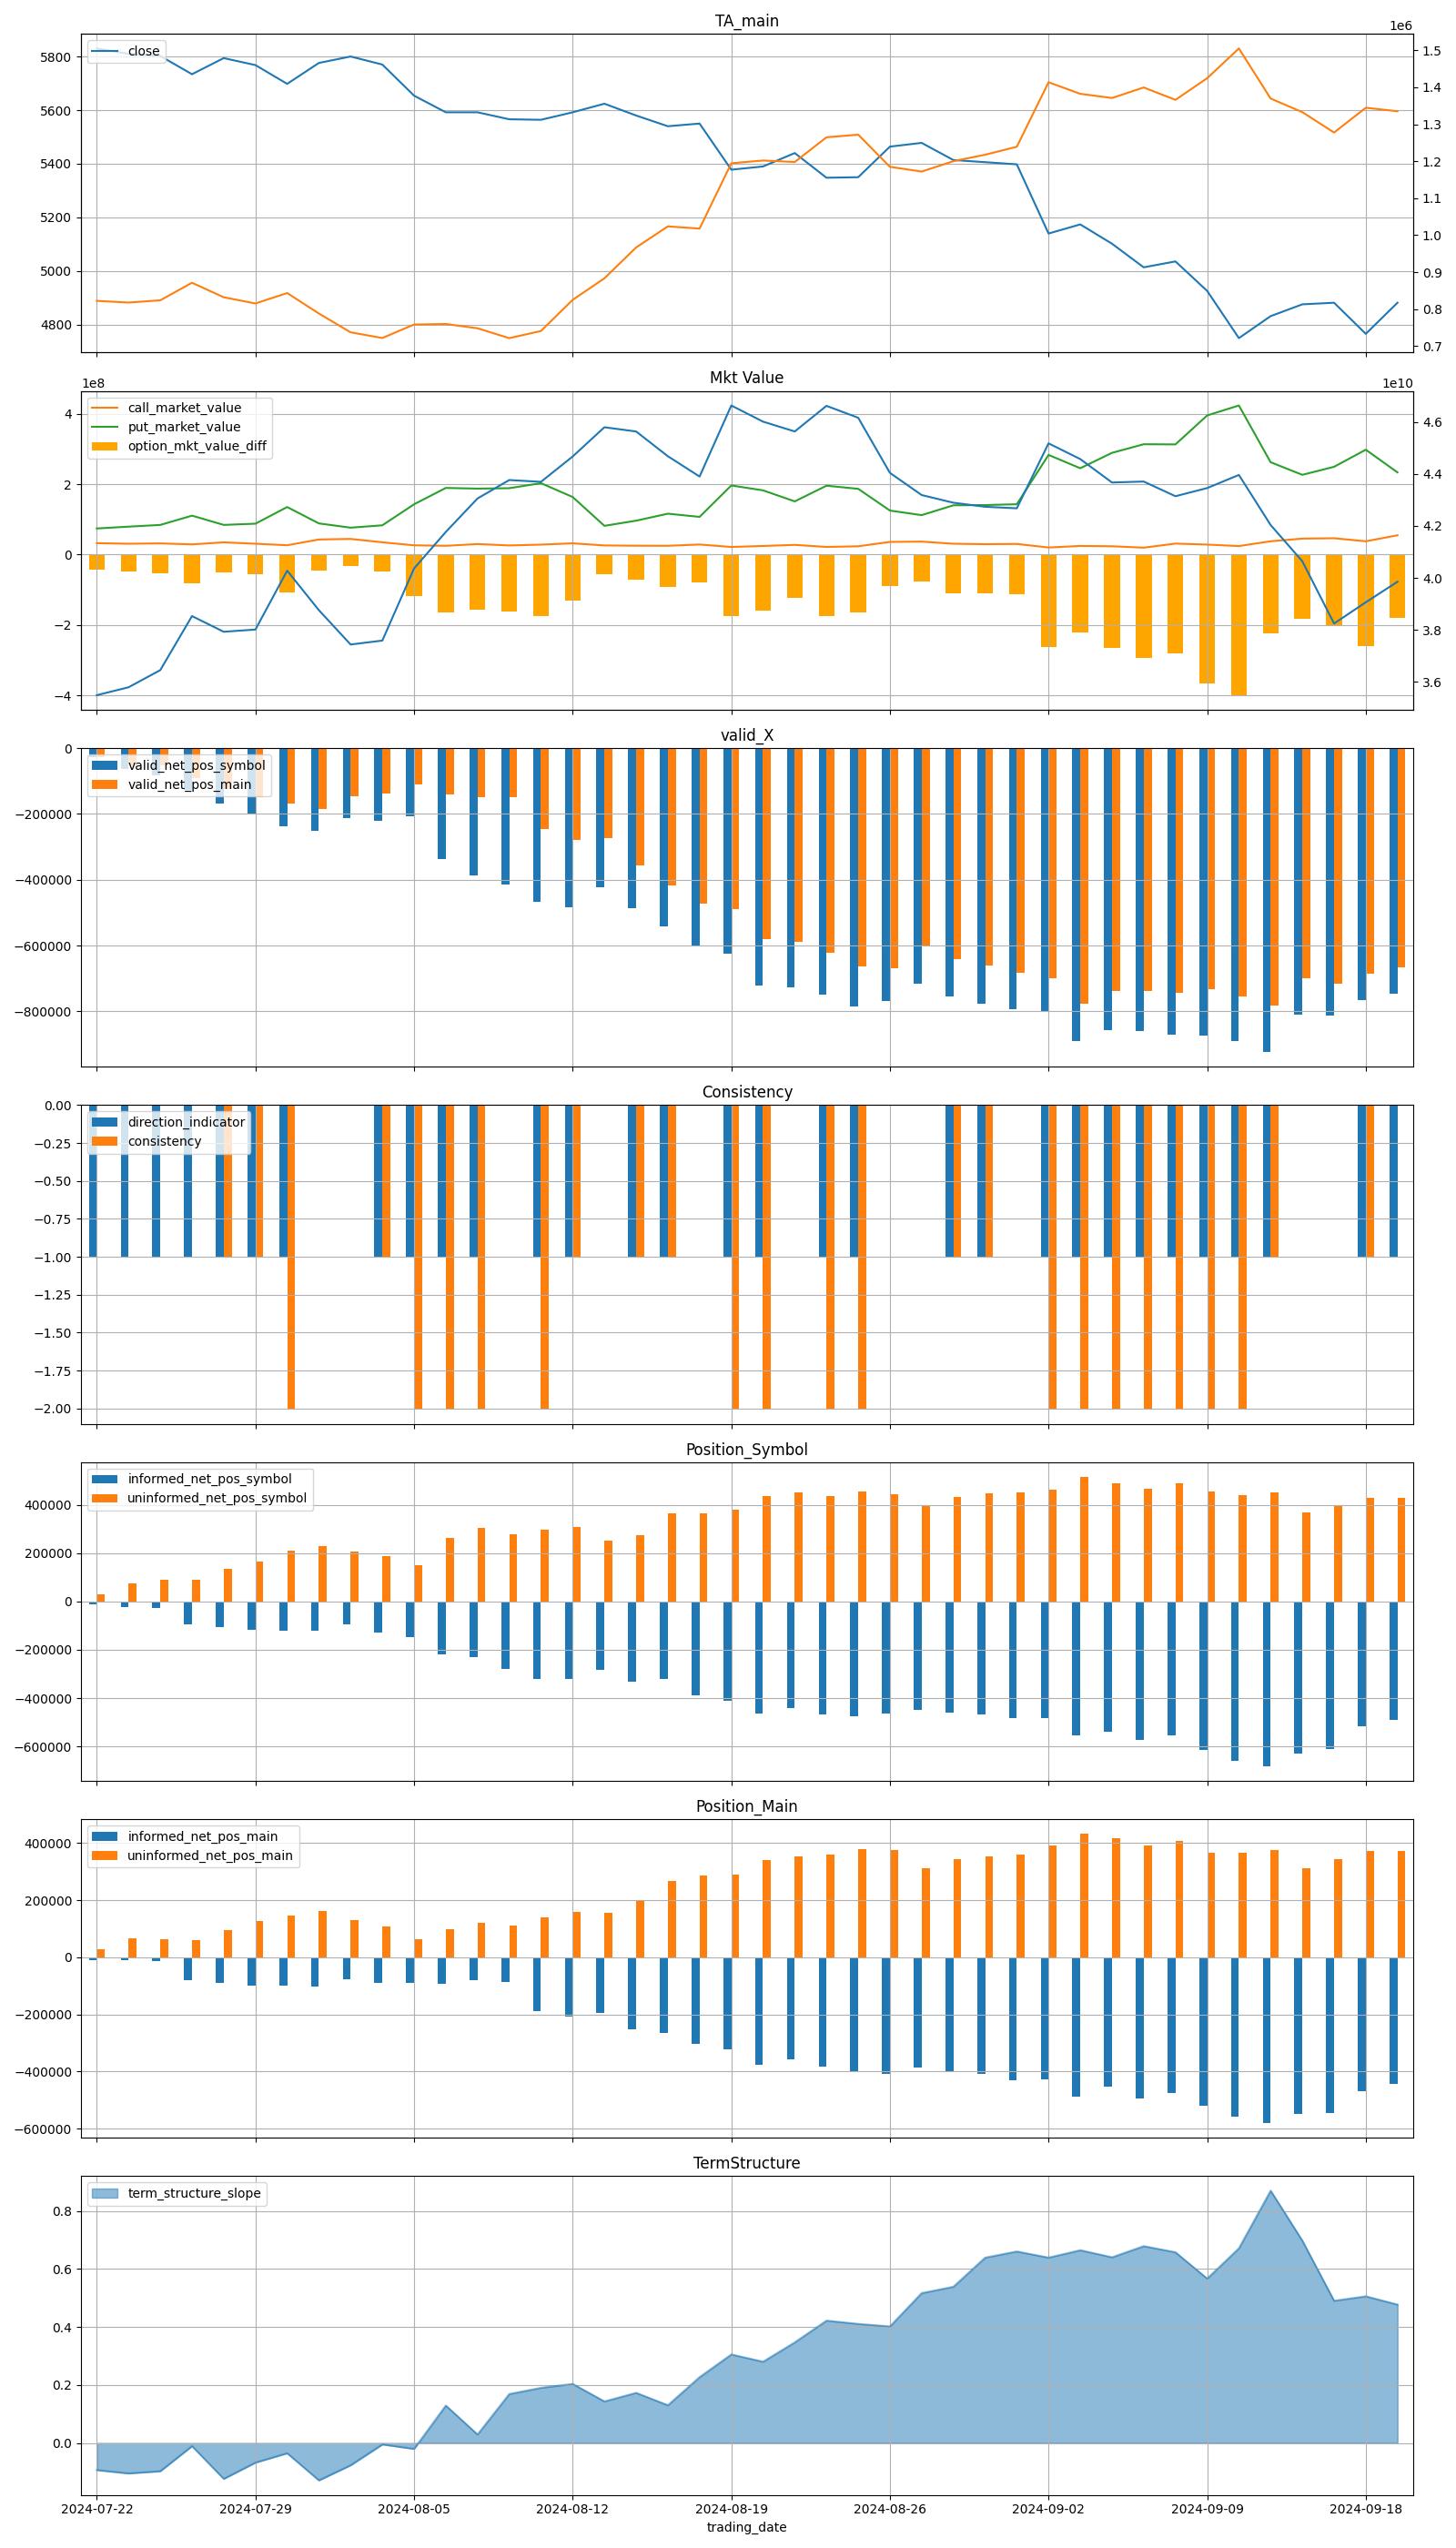 TA_main
1e6
close
5800
5600
5400
5200
5000
4800
1.5
1.4
1.3
1.2
1.1
1.0
0.9
0.8
0.7
Mkt Value
1e8
1e10
call_market_value
put_market_value
option_mkt_value_diff
4
2
0
−2
−4
4.6
4.4
4.2
4.0
3.8
3.6
valid_X
valid_net_pos_symbol
valid_net_pos_main
0
−200000
−400000
−600000
−800000
Consistency
direction_indicator
consistency
0.00
−0.25
−0.50
−0.75
−1.00
−1.25
−1.50
−1.75
−2.00
Position_Symbol
informed_net_pos_symbol
uninformed_net_pos_symbol
400000
200000
0
−200000
−400000
−600000
Position_Main
informed_net_pos_main
uninformed_net_pos_main
400000
200000
0
−200000
−400000
−600000
TermStructure
term_structure_slope
0.8
0.6
0.4
0.2
0.0
2024-07-22 2024-07-29 2024-08-05 2024-08-12 2024-08-19 2024-08-26 2024-09-02 2024-09-09 2024-09-18
trading_date